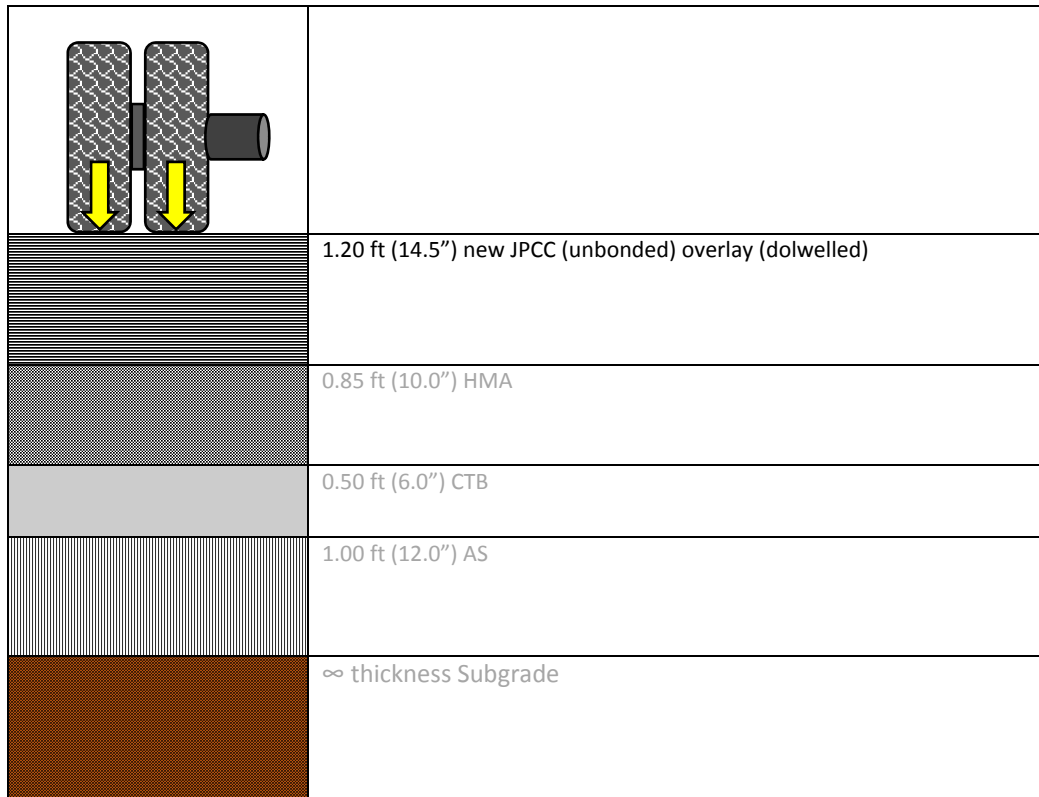 1.20 ft (14.5”) new JPCC (unbonded) overlay (dolwelled)
0.85 ft (10.0”) HMA
0.50 ft (6.0”) CTB
1.00 ft (12.0”) AS
∞ thickness Subgrade